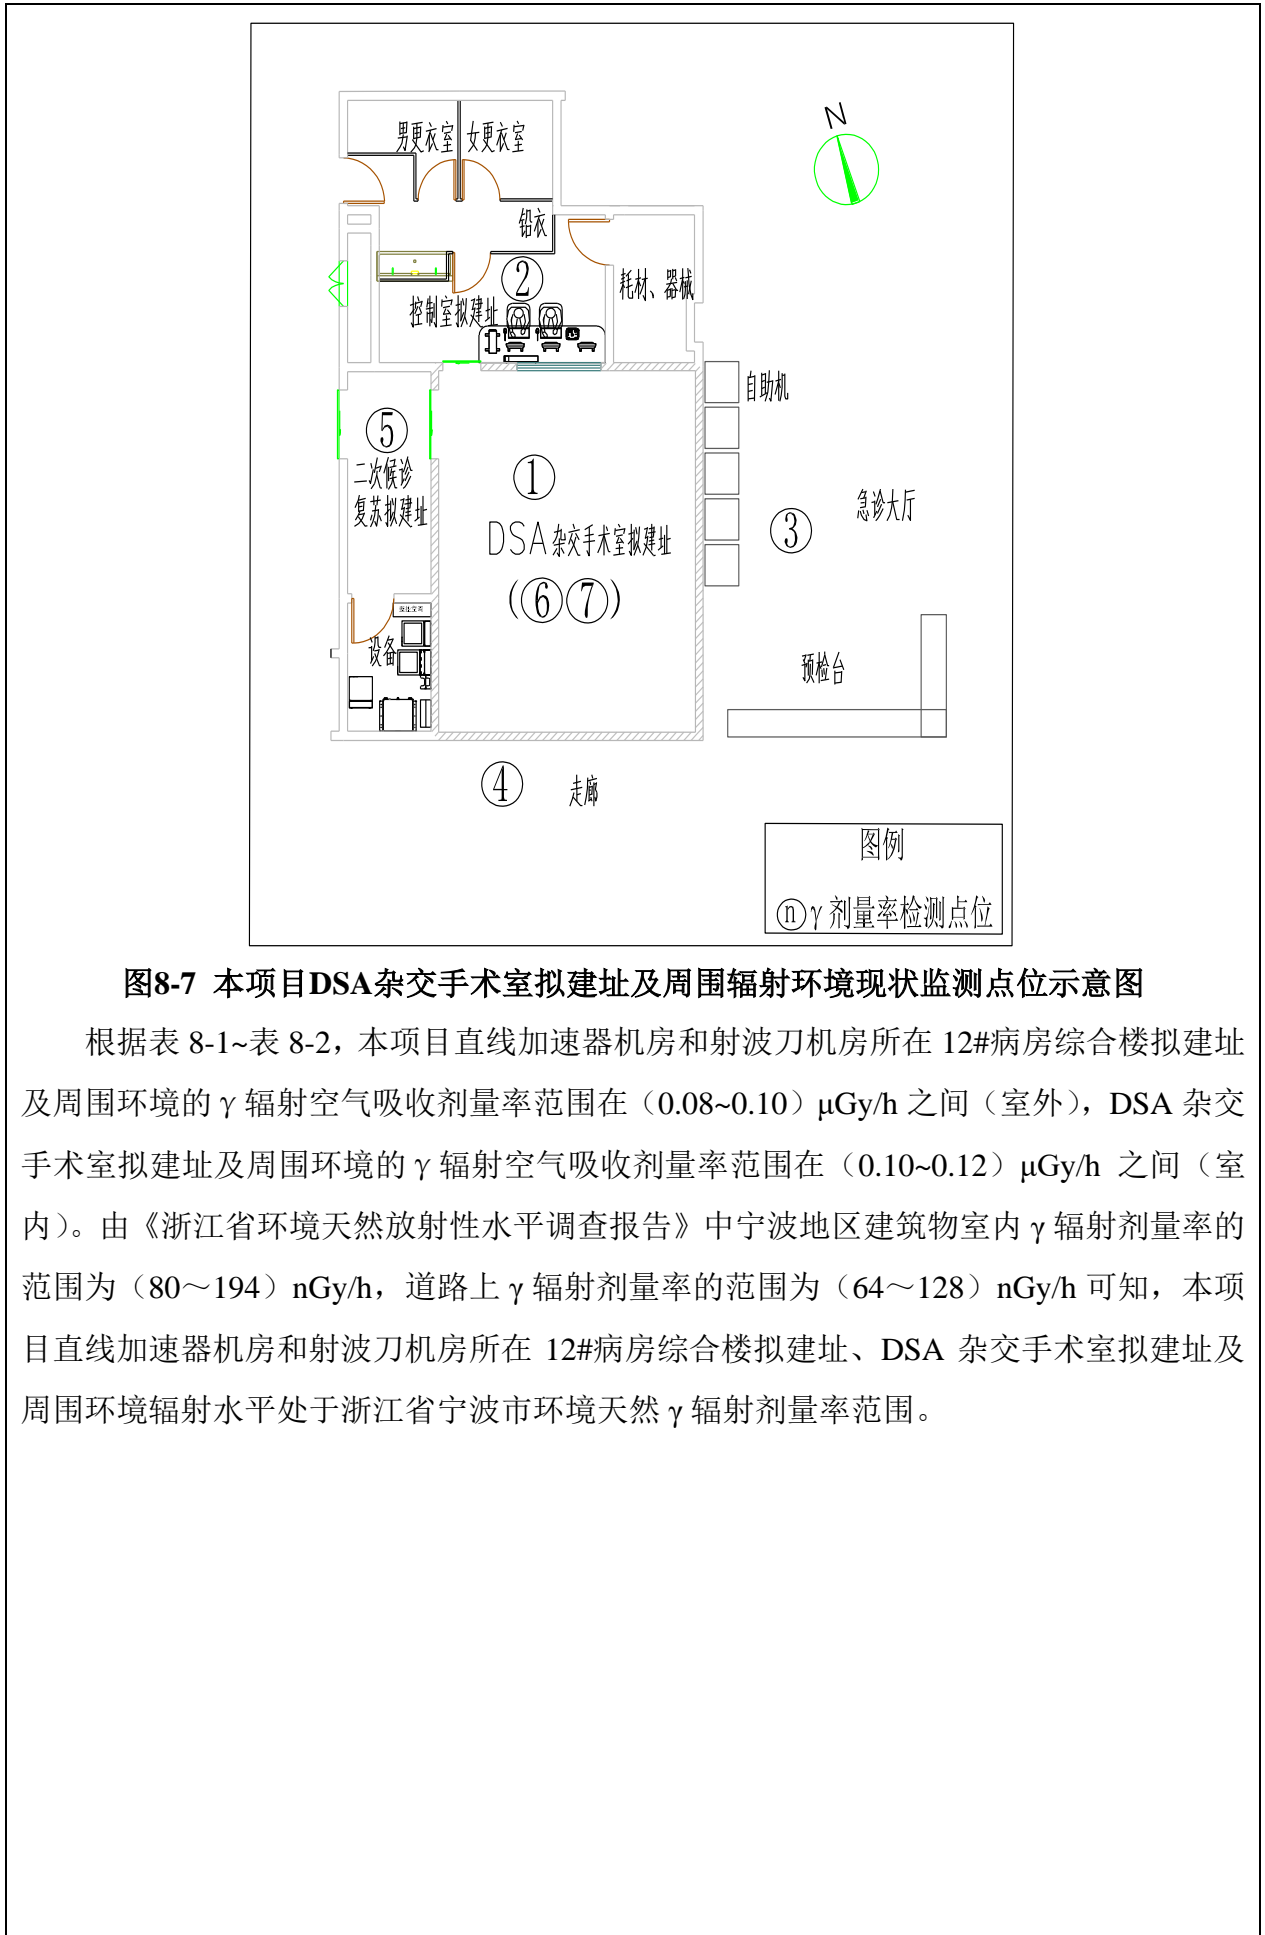 N
男更衣室
女更衣室
铅衣
②
耗材、器械
控制室拟建址
自助机
⑤
二次候诊
复苏拟建址
①
急诊大厅
③
DSA杂交手术室拟建址
(⑥⑦)
设备
预检台
④
走廊
图例
ⓝγ剂量率检测点位
图8-7 本项目DSA杂交手术室拟建址及周围辐射环境现状监测点位示意图
根据表 8-1~表 8-2，本项目直线加速器机房和射波刀机房所在 12#病房综合楼拟建址
及周围环境的 γ 辐射空气吸收剂量率范围在（0.08~0.10）μGy/h 之间（室外），DSA 杂交
手术室拟建址及周围环境的 γ 辐射空气吸收剂量率范围在（0.10~0.12）μGy/h 之间（室
内）。由《浙江省环境天然放射性水平调查报告》中宁波地区建筑物室内 γ 辐射剂量率的
范围为（80～194）nGy/h，道路上 γ 辐射剂量率的范围为（64～128）nGy/h 可知，本项
目直线加速器机房和射波刀机房所在 12#病房综合楼拟建址、DSA 杂交手术室拟建址及
周围环境辐射水平处于浙江省宁波市环境天然 γ 辐射剂量率范围。